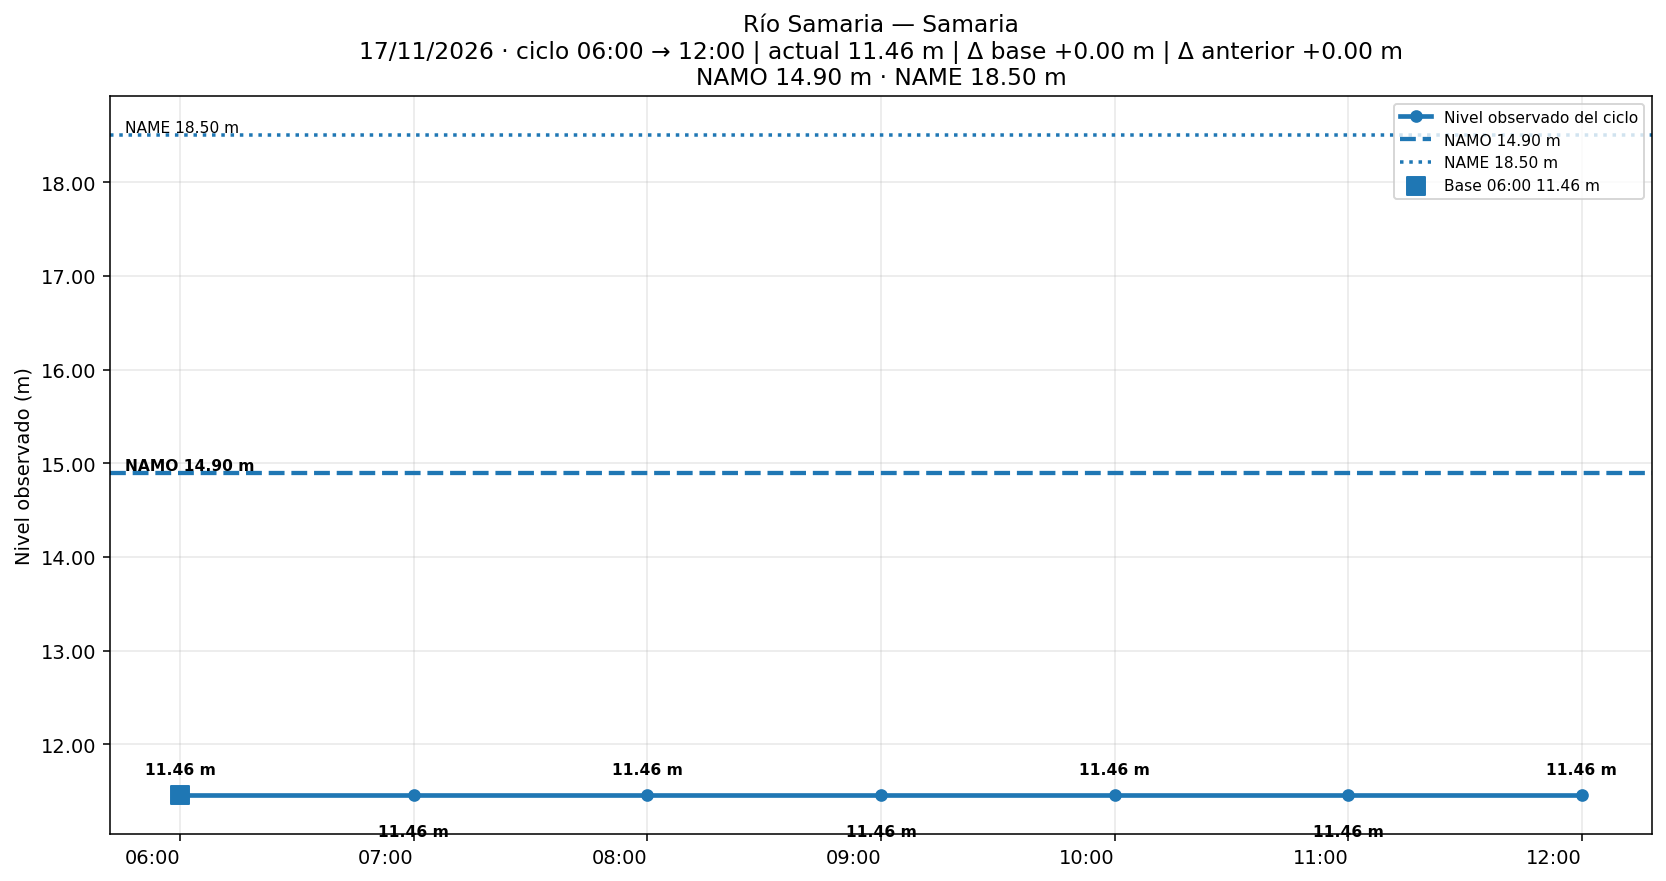 Río Samaria — Samaria
17/11/2026 · ciclo 06:00 → 12:00 | actual 11.46 m | Δ base +0.00 m | Δ anterior +0.00 m
NAMO 14.90 m · NAME 18.50 m
Nivel observado (m)
18.00
17.00
16.00
15.00
14.00
13.00
12.00
NAME 18.50 m
NAMO 14.90 m
Nivel observado del ciclo
NAMO 14.90 m
NAME 18.50 m
Base 06:00 11.46 m
11.46 m
11.46 m
11.46 m
11.46 m
11.46 m
11.46 m
11.46 m
06:00
07:00
08:00
09:00
10:00
11:00
12:00